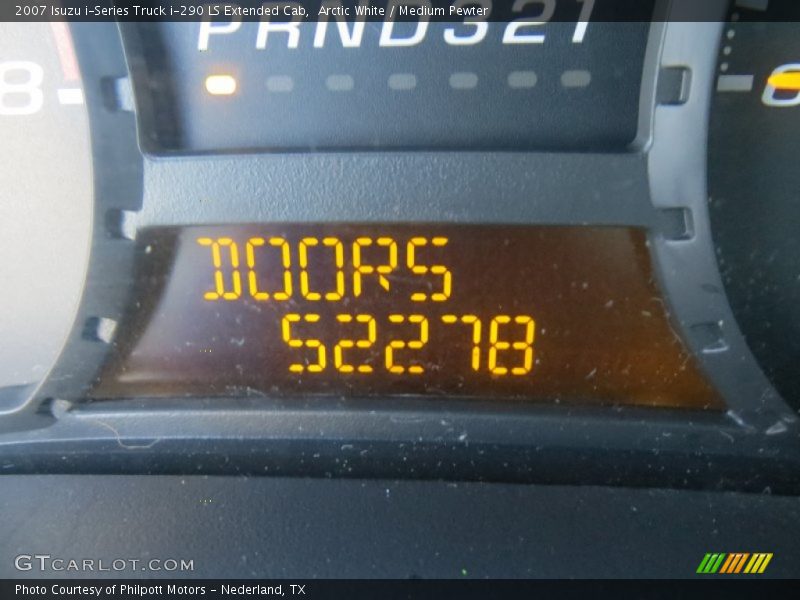 2007 Isuzu i-Series Truck i-290 LS Extended Cab,  Arctic White / Medium Pewter
PRND321
8
DOORS
52278
GTCARLOT.COM
Photo Courtesy of Philpott Motors - Nederland, TX